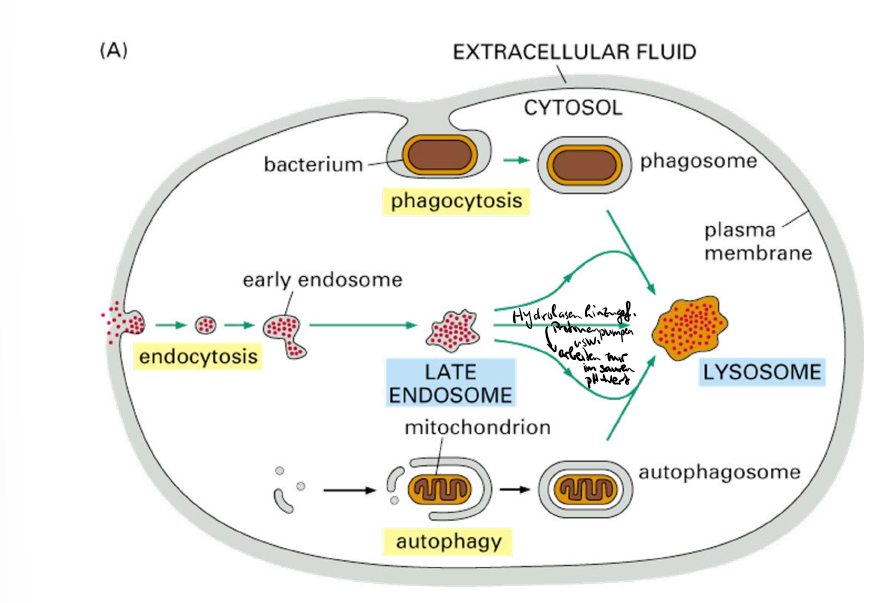 (A)
EXTRACELLULAR FLUID
CYTOSOL
bacterium
phagosome
phagocytosis
plasma
membrane
early endosome
Hydrolasen hinzugef.
Protonenpumpen
usw.
arbeiten nur
im sauren
pH Wert
endocytosis
LATE
ENDOSOME
LYSOSOME
mitochondrion
autophagosome
autophagy